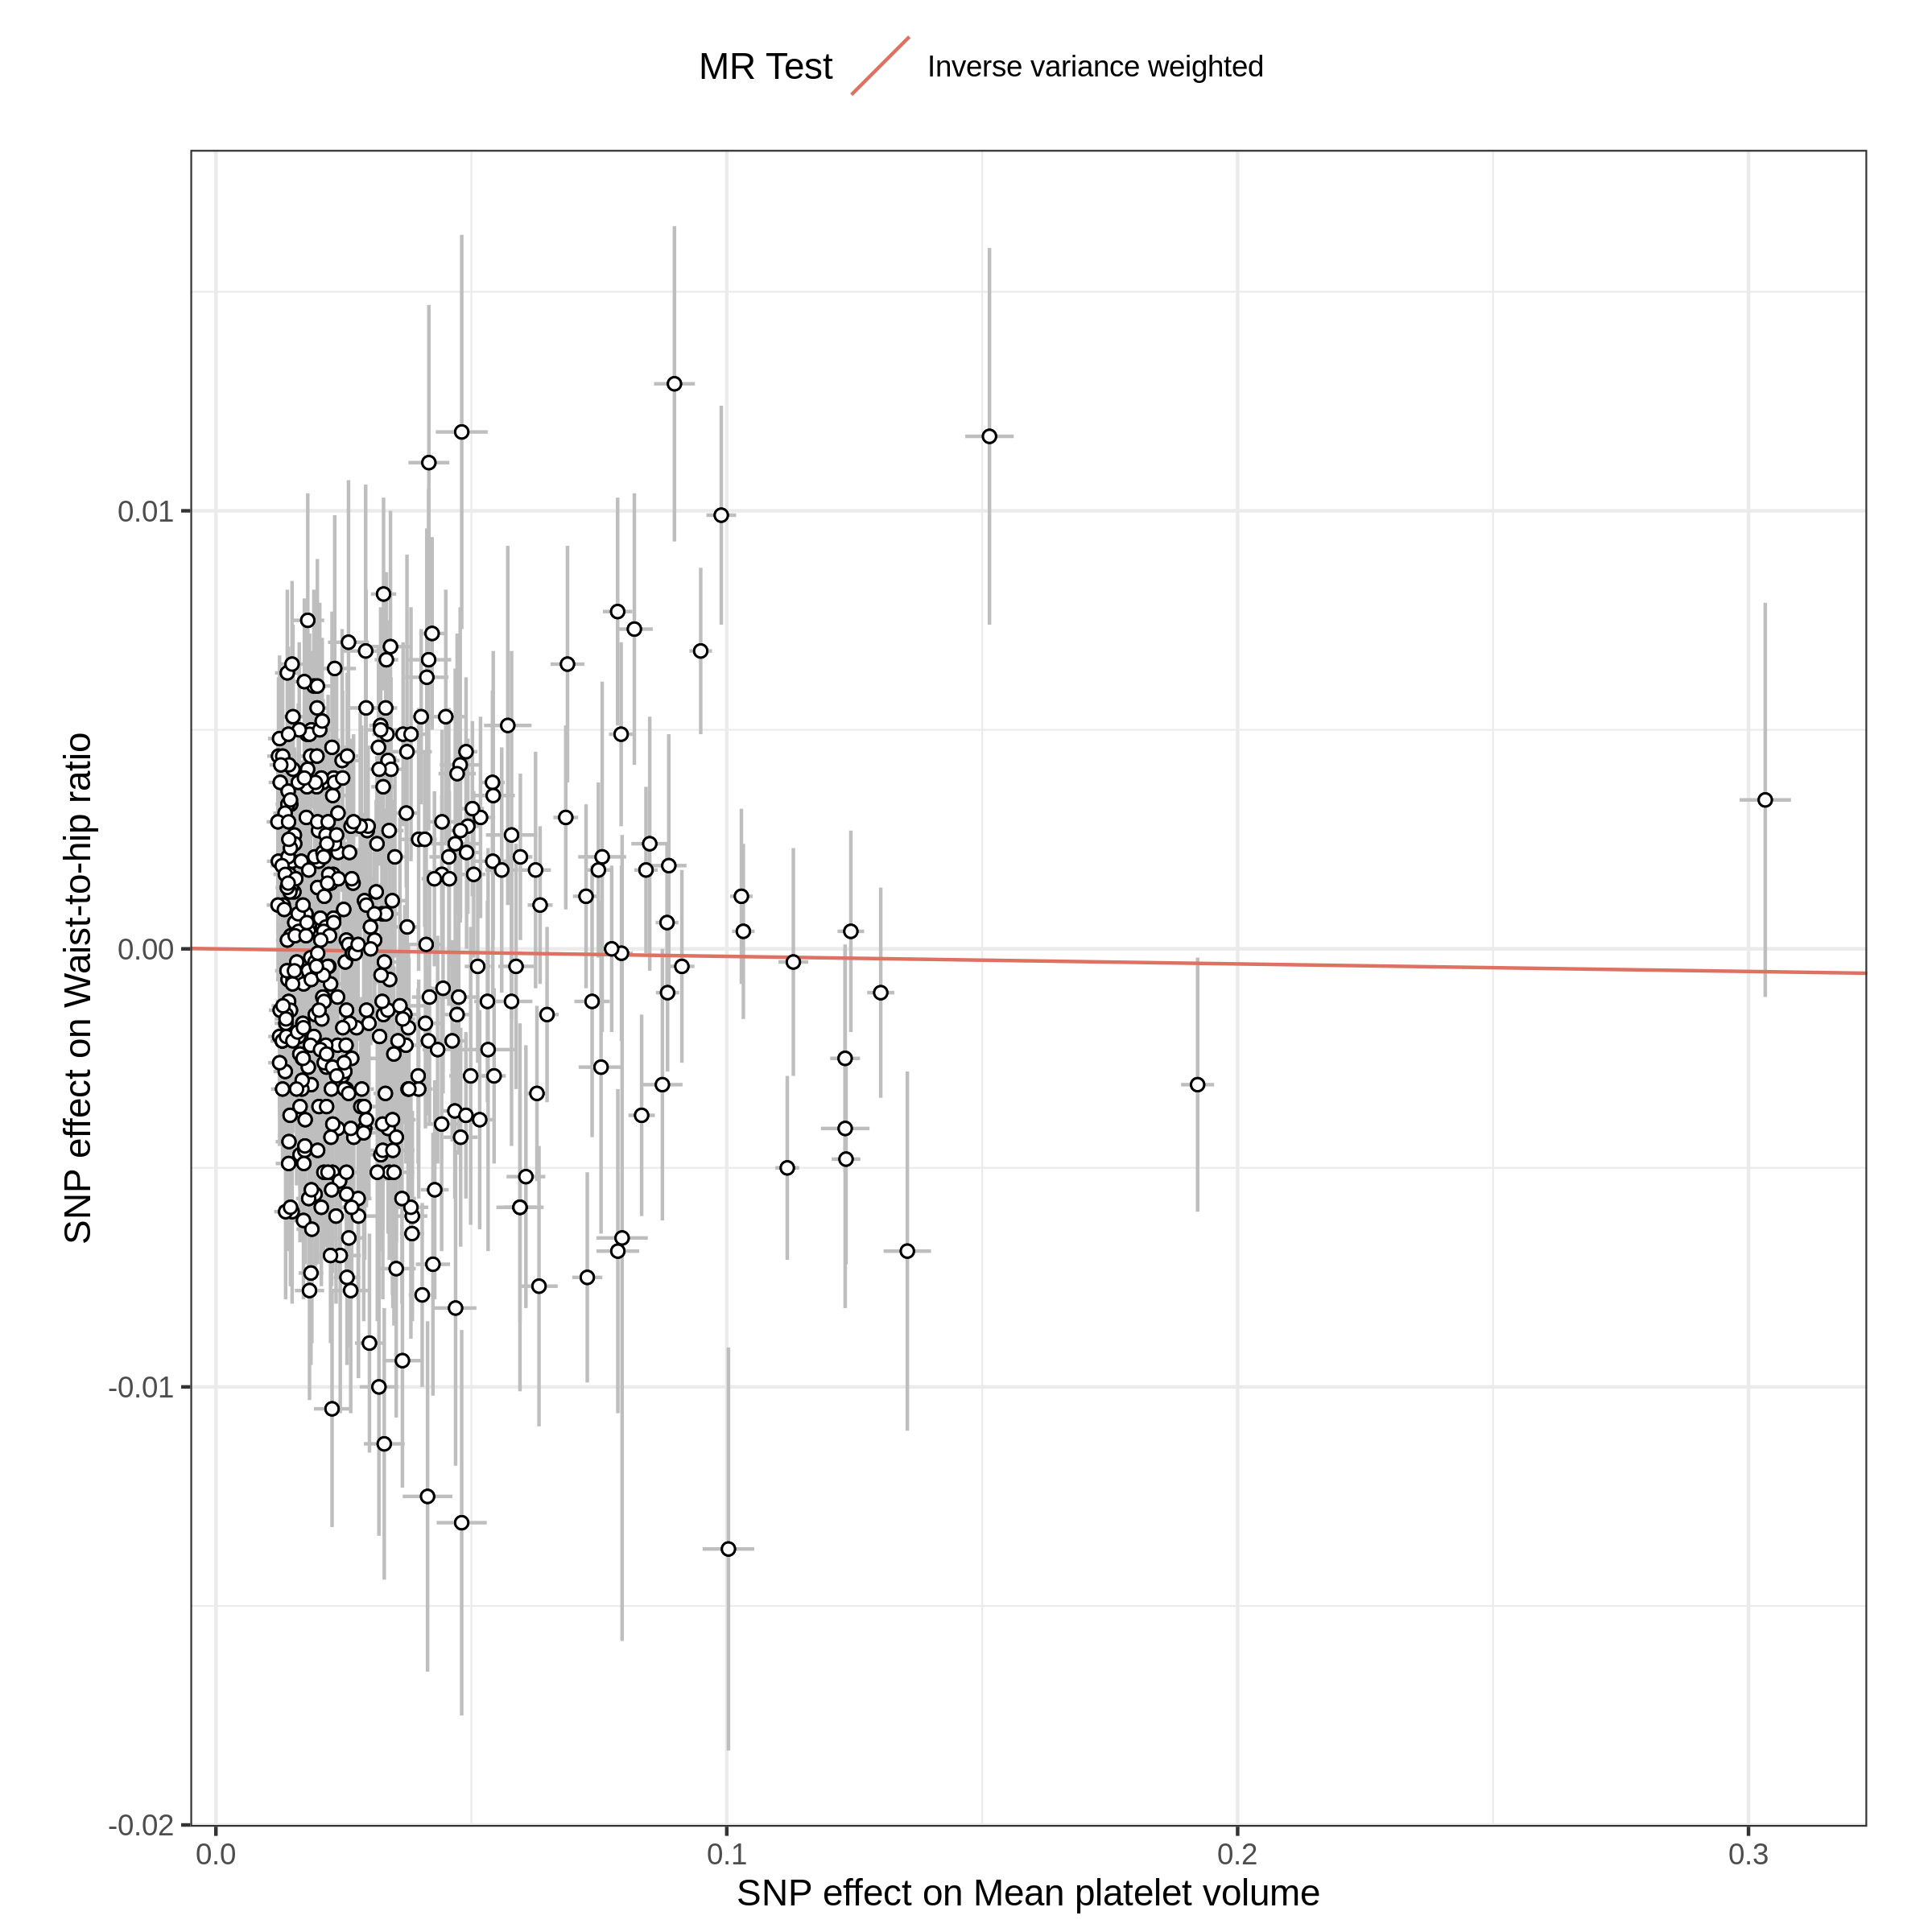 MR Test
Inverse variance weighted
SNP effect on Waist-to-hip ratio
0.01
0.00
-0.01
-0.02
0.0
0.1
0.2
0.3
SNP effect on Mean platelet volume